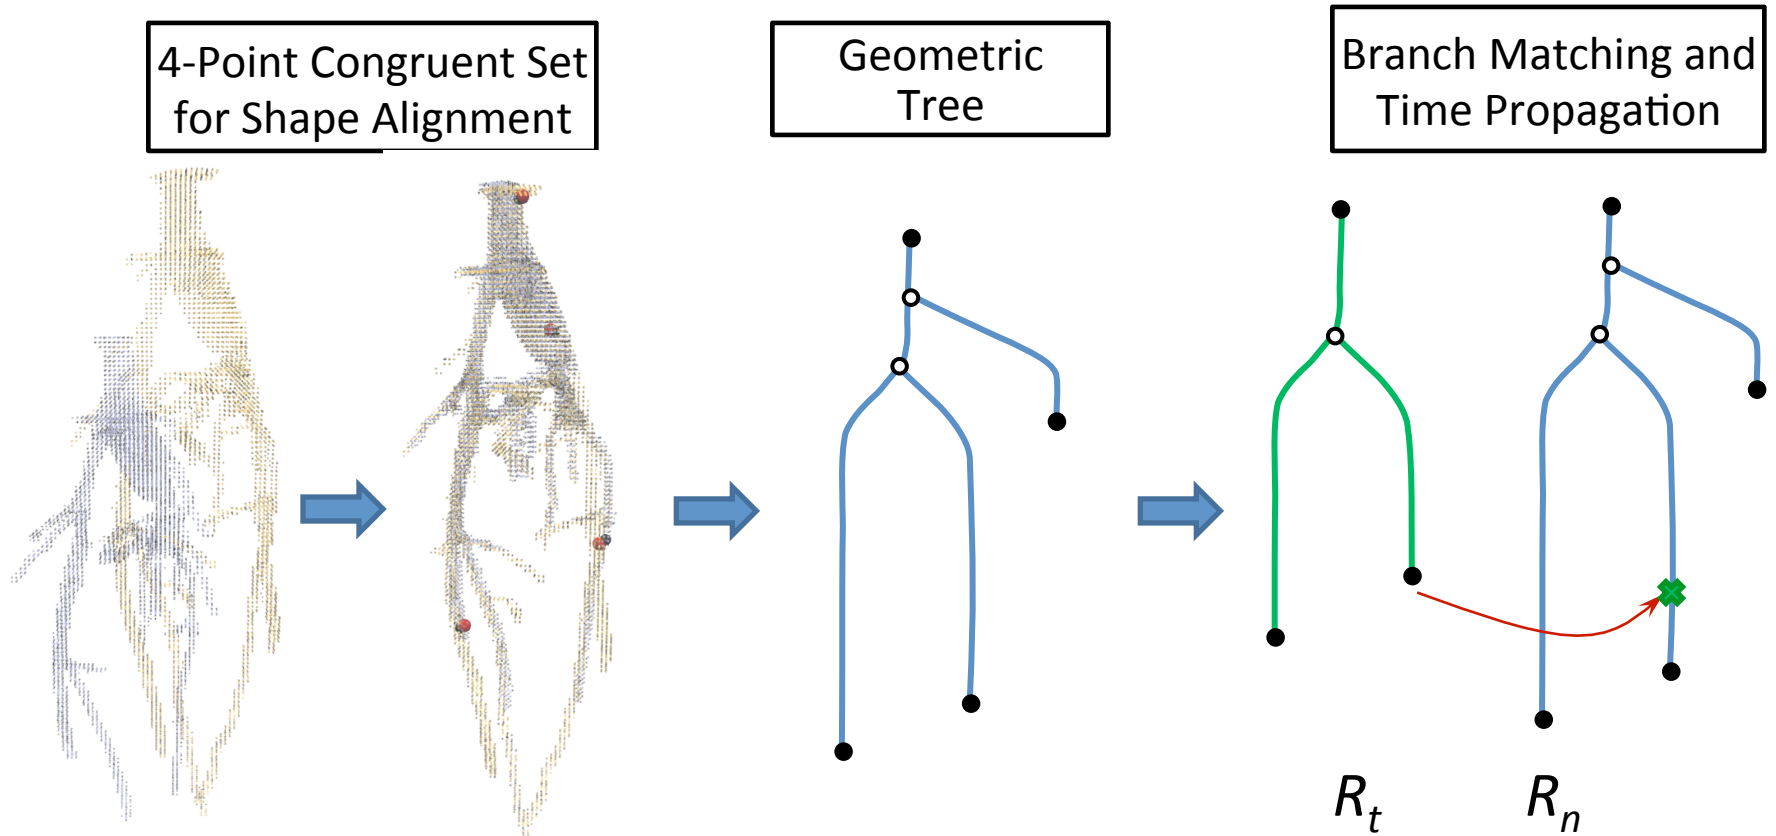 4-Point Congruent Set
for Shape Alignment
Geometric
Tree
Branch Matching and
Time Propagation
R_t
R_n